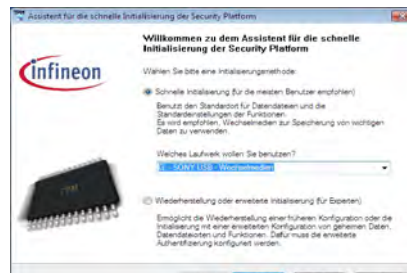 Assistent für die schnelle Initialisierung der Security Platform
Willkommen zu dem Assistent für die schnelle
Initialisierung der Security Platform
infineon
Wählen Sie bitte eine Initialisierungsmethode:
Schnelle Initialisierung (für die meisten Benutzer empfohlen)
Benutzt den Standardort für Datendateien und die
Standardeinstellungen der Funktionen.
Es wird empfohlen, Wechselmedien zur Speicherung von wichtigen
Daten zu verwenden.
Welches Laufwerk wollen Sie benutzen?
SONY USB - Wechselmedien
TPM
Wiederherstellung oder erweiterte Initialisierung (für Experten)
Ermöglicht die Wiederherstellung einer früheren Konfiguration oder die
Initialisierung mit einer erweiterten Konfiguration von geheimen Daten,
Datendateiorten und Funktionen. Dafür muss die erweiterte
Authentifizierung konfiguriert werden.